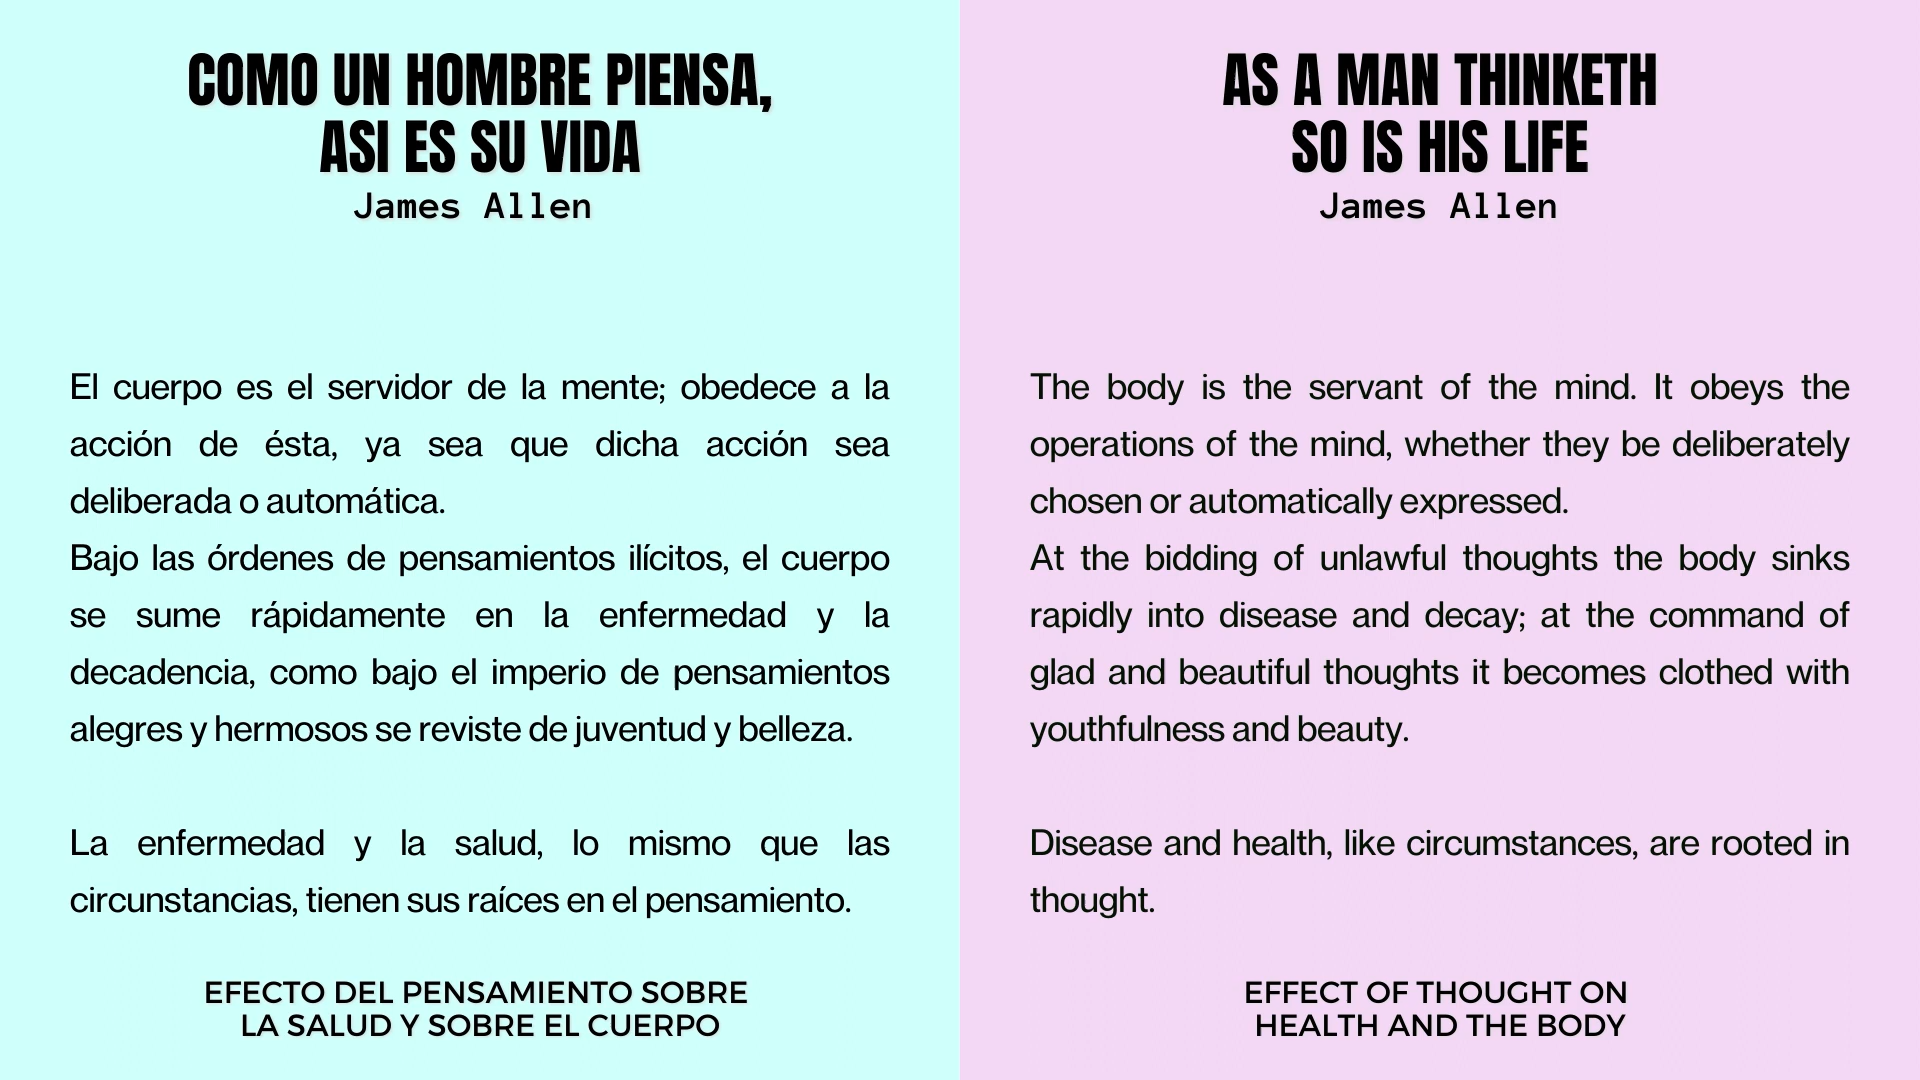 COMO UN HOMBRE PIENSA,
ASI ES SU VIDA
James Allen
El cuerpo es el servidor de la mente; obedece a la
acción de ésta, ya sea que dicha acción sea
deliberada o automática.
Bajo las órdenes de pensamientos ilícitos, el cuerpo
se sume rápidamente en la enfermedad y la
decadencia, como bajo el imperio de pensamientos
alegres y hermosos se reviste de juventud y belleza.
La enfermedad y la salud, lo mismo que las
circunstancias, tienen sus raíces en el pensamiento.
EFECTO DEL PENSAMIENTO SOBRE
LA SALUD Y SOBRE EL CUERPO
AS A MAN THINKETH
SO IS HIS LIFE
James Allen
The body is the servant of the mind. It obeys the
operations of the mind, whether they be deliberately
chosen or automatically expressed.
At the bidding of unlawful thoughts the body sinks
rapidly into disease and decay; at the command of
glad and beautiful thoughts it becomes clothed with
youthfulness and beauty.
Disease and health, like circumstances, are rooted in
thought.
EFFECT OF THOUGHT ON
HEALTH AND THE BODY